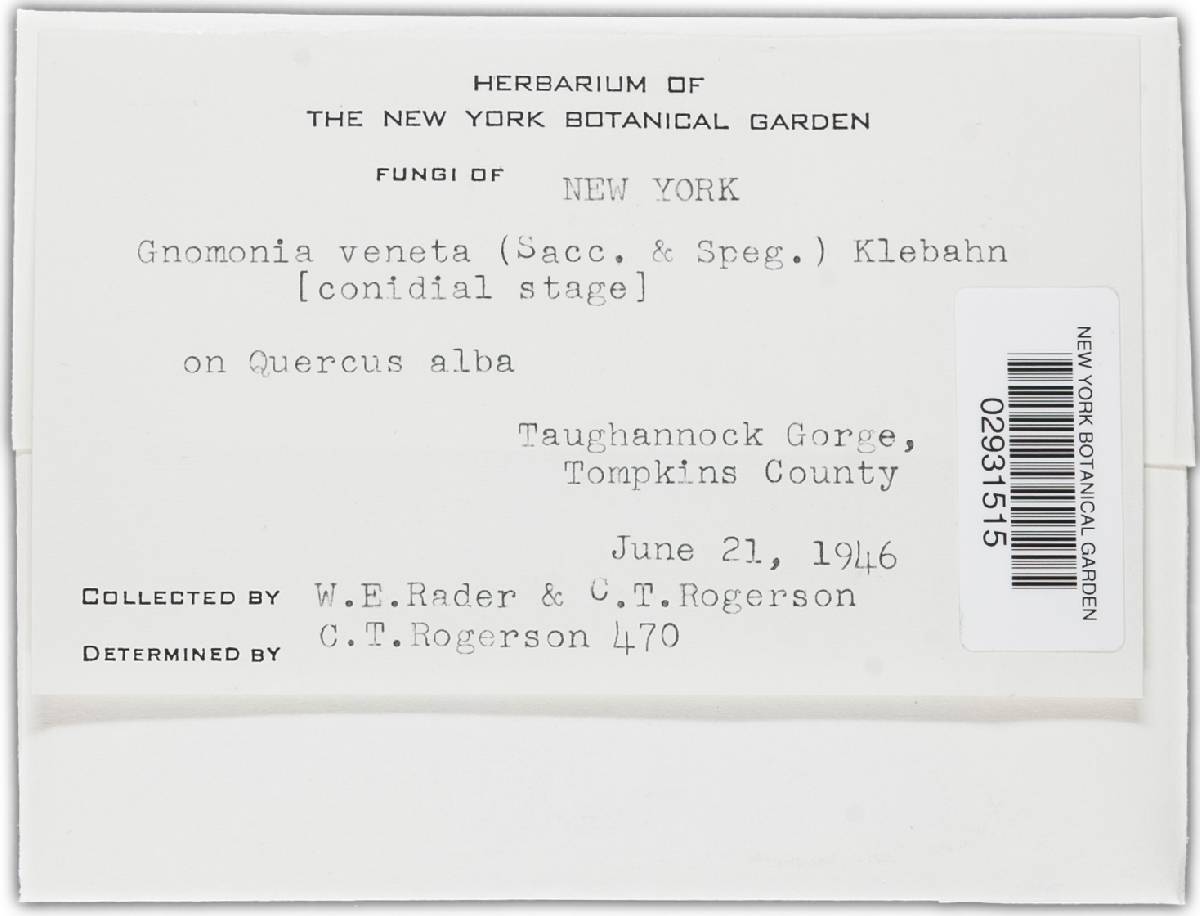 HERBARIUM OF
THE NEW YORK BOTANICAL GARDEN
FUNGI OF NEW YORK
Gnomonia veneta (Sacc. & Speg.) Klebahn
[conidial stage]
on Quercus alba
Taughannock Gorge,
Tompkins County
June 21, 1946
COLLECTED BY W.E.Rader & C.T.Rogerson
DETERMINED BY C.T.Rogerson 470
NEW YORK BOTANICAL GARDEN
02931515